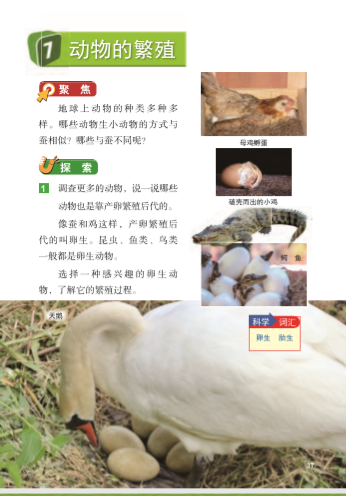 7 动物的繁殖
聚 焦
地球上动物的种类多种多
样。哪些动物生小动物的方式与
蚕相似？哪些与蚕不同呢？
探 索
1 调查更多的动物，说一说哪些
动物也是靠产卵繁殖后代的。
像蚕和鸡这样，产卵繁殖后
代的叫卵生。昆虫、鱼类、鸟类
一般都是卵生动物。
选择一种感兴趣的卵生动
物，了解它的繁殖过程。
母鸡孵蛋
破壳而出的小鸡
鳄 鱼
科学 词汇
卵生 胎生
天鹅